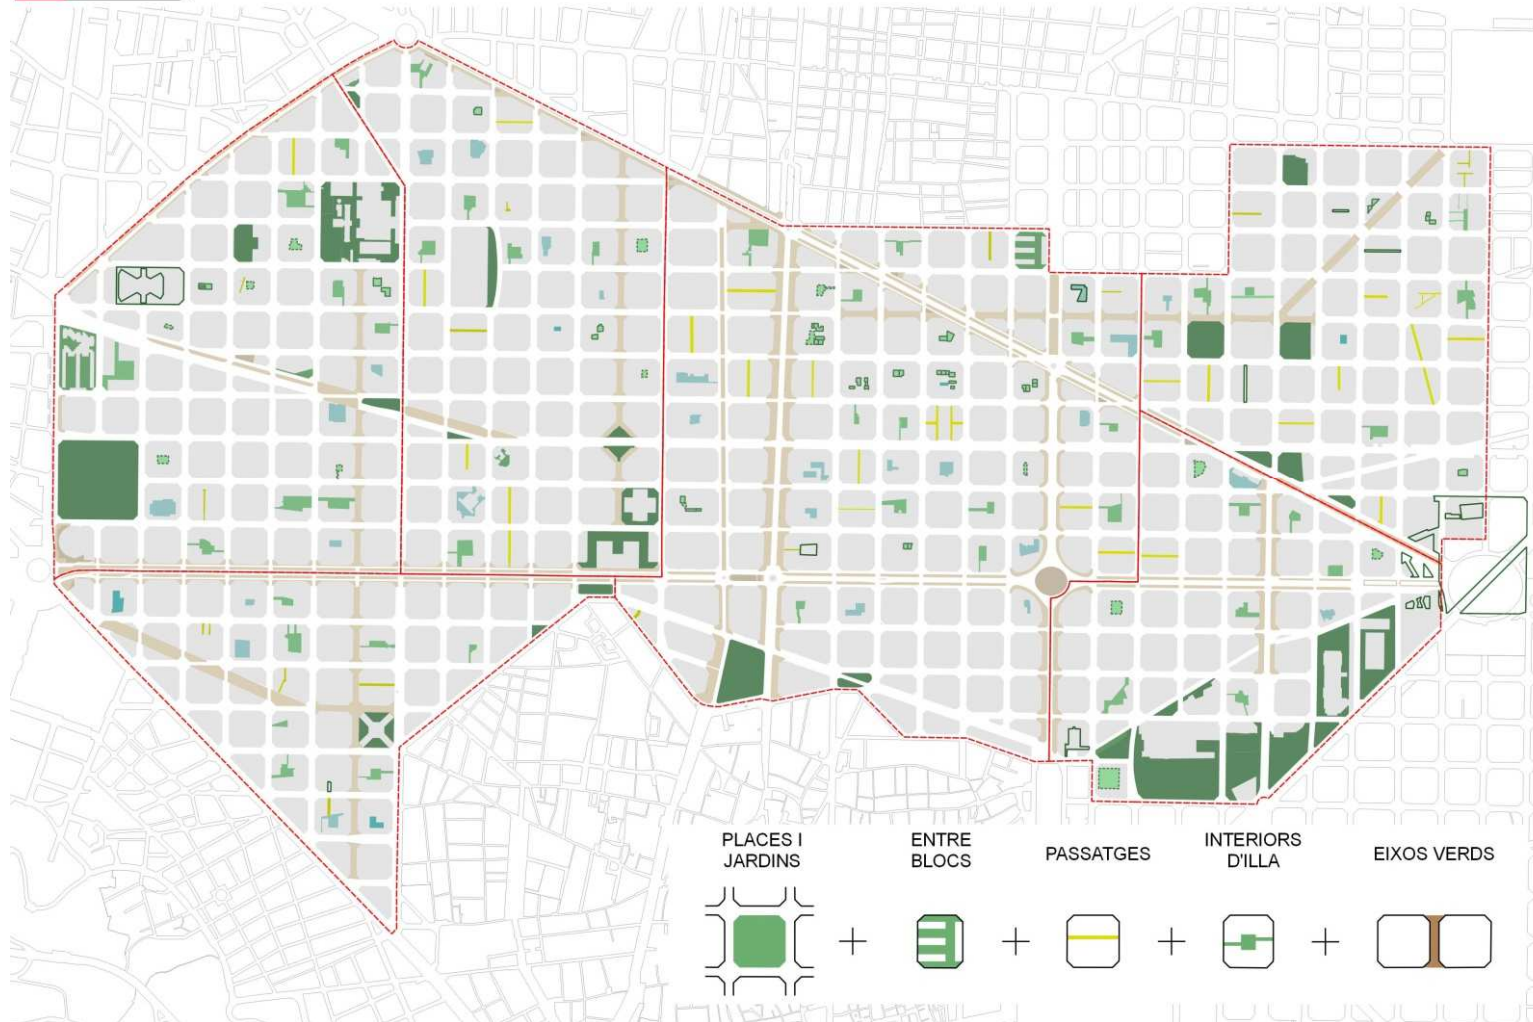 PLACES I
JARDINS
ENTRE
BLOCS
PASSATGES
INTERIORS
D'ILLA
EIXOS VERDS